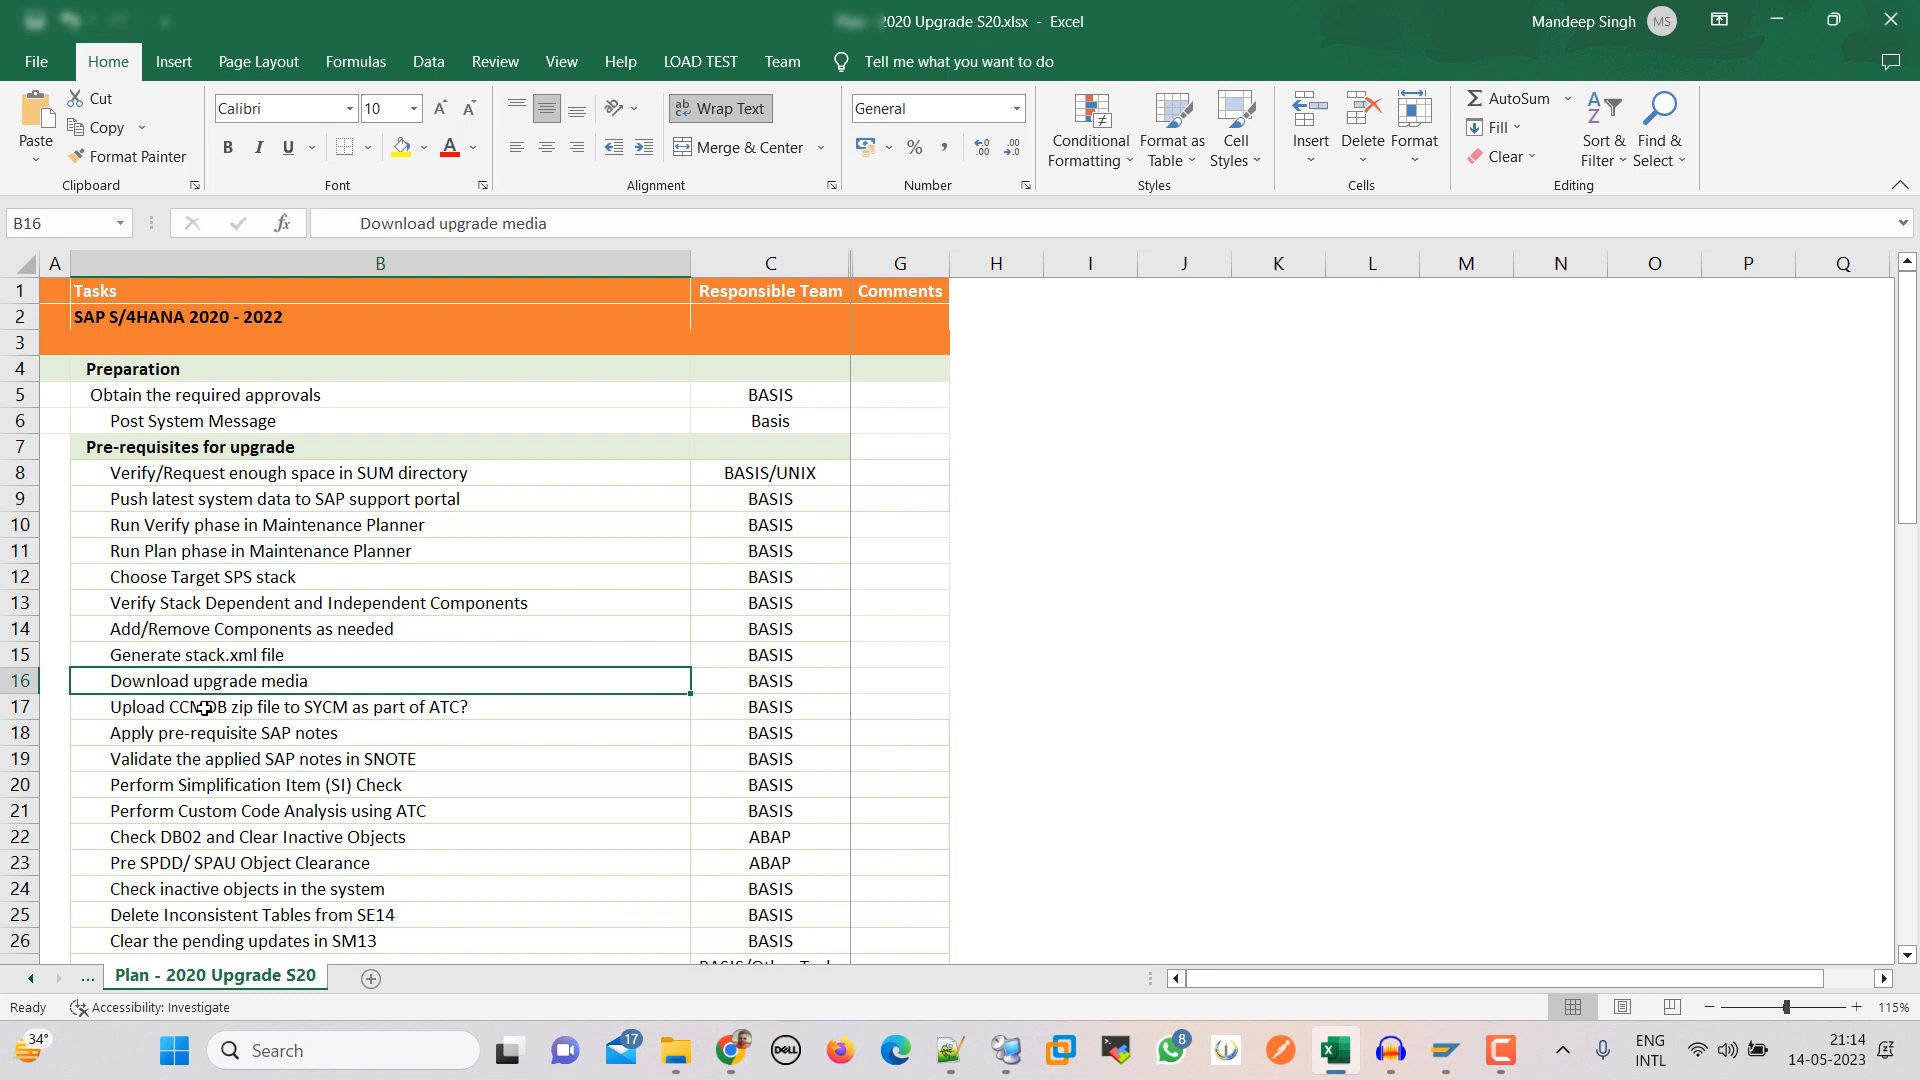 2020 Upgrade S20.xlsx - Excel
Mandeep Singh MS
File Home Insert Page Layout Formulas Data Review View Help LOAD TEST Team Tell me what you want to do
Paste
Cut
Copy
Format Painter
Clipboard
Calibri 10
B I U
Font
Wrap Text
Merge & Center
Alignment
General
Number
Conditional Formatting
Format as Table
Cell Styles
Styles
Insert Delete Format
Cells
AutoSum
Fill
Clear
Sort & Filter
Find & Select
Editing
B16 fx Download upgrade media
A B C G H I J K L M N O P Q
1 Tasks Responsible Team Comments
2 SAP S/4HANA 2020 - 2022
3
4 Preparation
5 Obtain the required approvals BASIS
6 Post System Message Basis
7 Pre-requisites for upgrade
8 Verify/Request enough space in SUM directory BASIS/UNIX
9 Push latest system data to SAP support portal BASIS
10 Run Verify phase in Maintenance Planner BASIS
11 Run Plan phase in Maintenance Planner BASIS
12 Choose Target SPS stack BASIS
13 Verify Stack Dependent and Independent Components BASIS
14 Add/Remove Components as needed BASIS
15 Generate stack.xml file BASIS
16 Download upgrade media BASIS
17 Upload CCMDB zip file to SYCM as part of ATC? BASIS
18 Apply pre-requisite SAP notes BASIS
19 Validate the applied SAP notes in SNOTE BASIS
20 Perform Simplification Item (SI) Check BASIS
21 Perform Custom Code Analysis using ATC BASIS
22 Check DB02 and Clear Inactive Objects ABAP
23 Pre SPDD/ SPAU Object Clearance ABAP
24 Check inactive objects in the system BASIS
25 Delete Inconsistent Tables from SE14 BASIS
26 Clear the pending updates in SM13 BASIS
... Plan - 2020 Upgrade S20
Ready Accessibility: Investigate 115%
34° Search 17 DELL 8 ENG INTL 21:14 14-05-2023